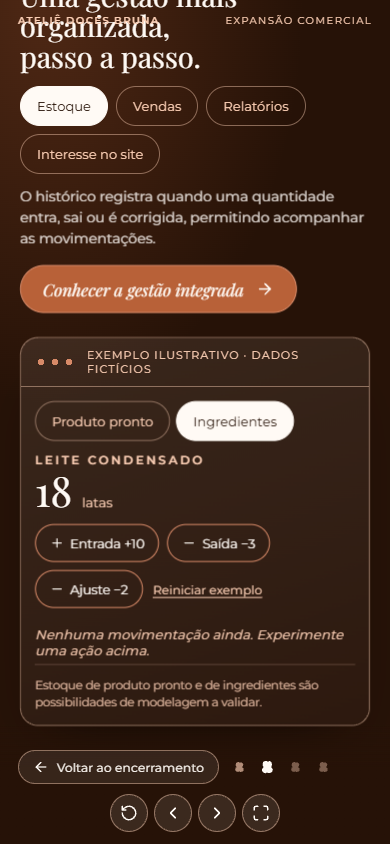 Uma gestão mais
ATELIÊ DOCES BRUNA
EXPANSÃO COMERCIAL
organizada,
passo a passo.
Estoque
Vendas
Relatórios
Interesse no site
O histórico registra quando uma quantidade
entra, sai ou é corrigida, permitindo acompanhar
as movimentações.
Conhecer a gestão integrada →
EXEMPLO ILUSTRATIVO · DADOS
FICTÍCIOS
Produto pronto
Ingredientes
LEITE CONDENSADO
18 latas
+ Entrada +10
− Saída −3
− Ajuste −2
Reiniciar exemplo
Nenhuma movimentação ainda. Experimente
uma ação acima.
Estoque de produto pronto e de ingredientes são
possibilidades de modelagem a validar.
← Voltar ao encerramento